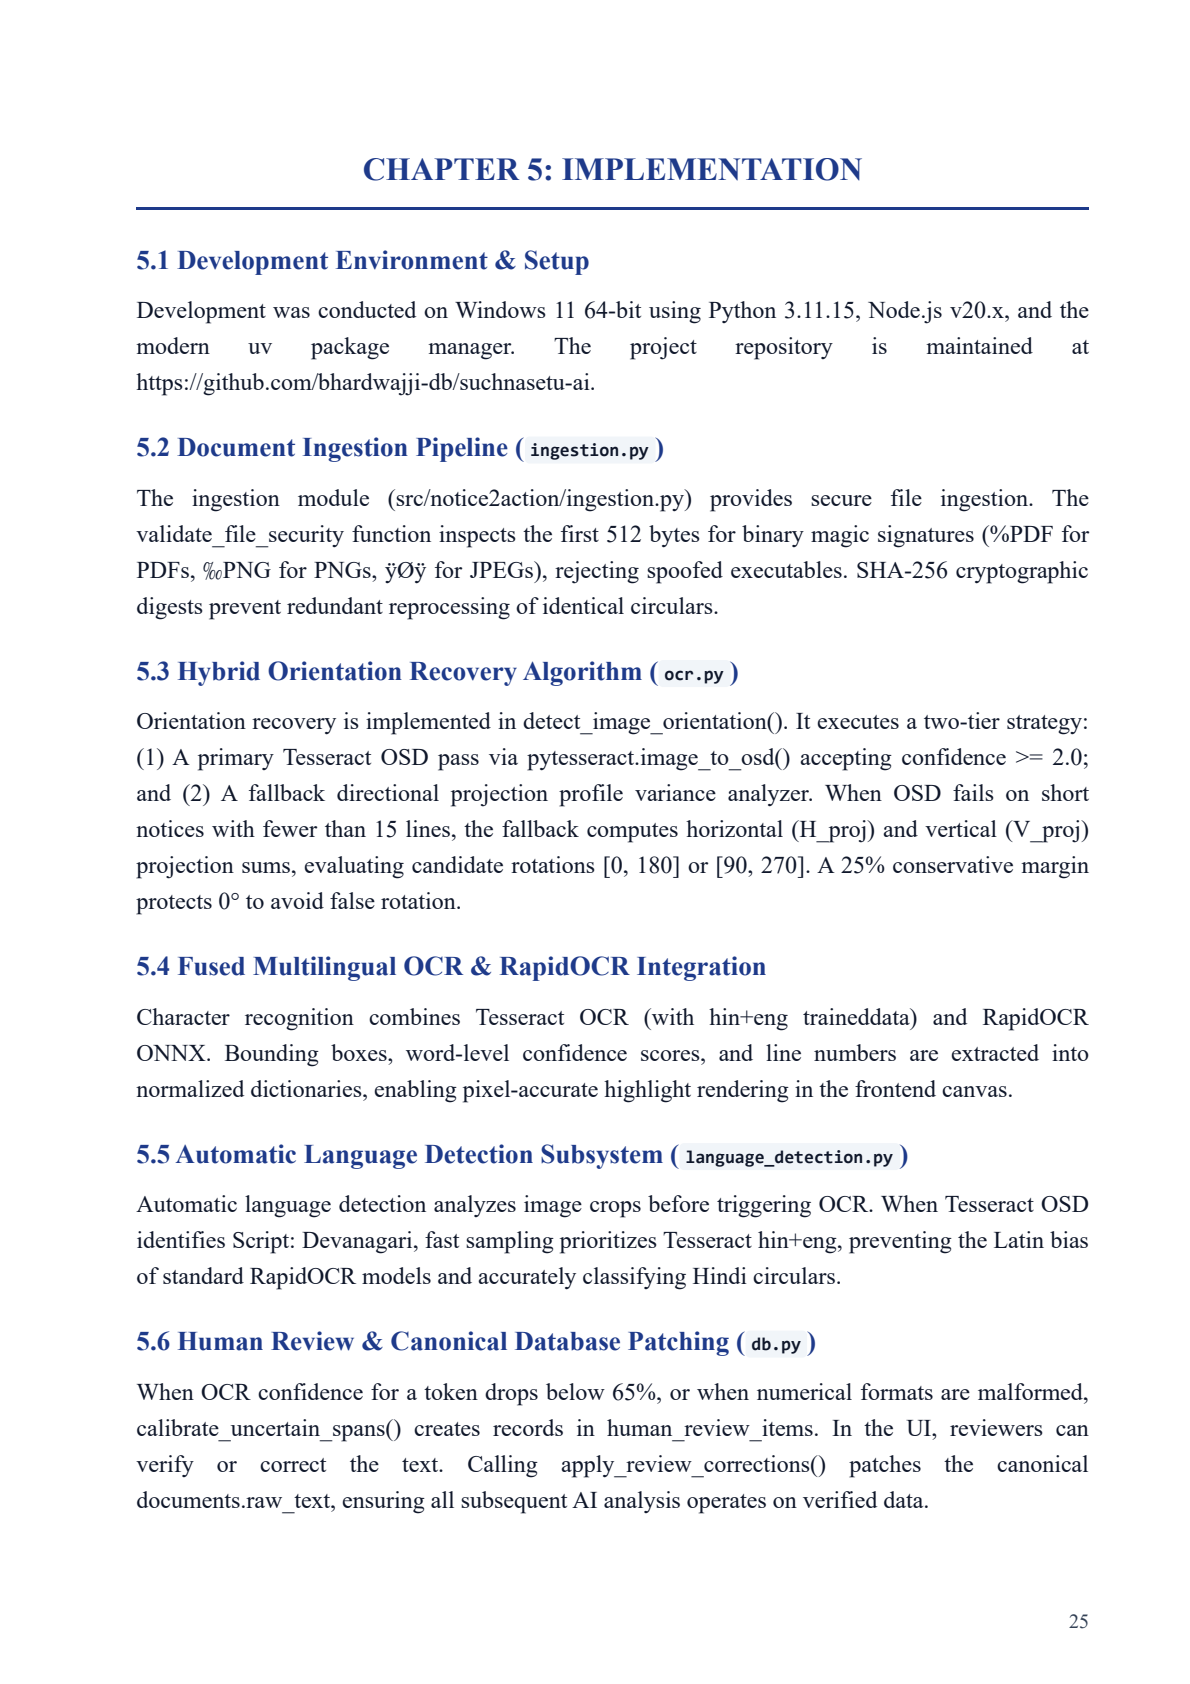 CHAPTER 5: IMPLEMENTATION
5.1 Development Environment & Setup
Development was conducted on Windows 11 64-bit using Python 3.11.15, Node.js v20.x, and the
modern uv package manager. The project repository is maintained at
https://github.com/bhardwajji-db/suchnasetu-ai.
5.2 Document Ingestion Pipeline ( ingestion.py )
The ingestion module (src/notice2action/ingestion.py) provides secure file ingestion. The
validate_file_security function inspects the first 512 bytes for binary magic signatures (%PDF for
PDFs, ‰PNG for PNGs, ÿØÿ for JPEGs), rejecting spoofed executables. SHA-256 cryptographic
digests prevent redundant reprocessing of identical circulars.
5.3 Hybrid Orientation Recovery Algorithm ( ocr.py )
Orientation recovery is implemented in detect_image_orientation(). It executes a two-tier strategy:
(1) A primary Tesseract OSD pass via pytesseract.image_to_osd() accepting confidence >= 2.0;
and (2) A fallback directional projection profile variance analyzer. When OSD fails on short
notices with fewer than 15 lines, the fallback computes horizontal (H_proj) and vertical (V_proj)
projection sums, evaluating candidate rotations [0, 180] or [90, 270]. A 25% conservative margin
protects 0° to avoid false rotation.
5.4 Fused Multilingual OCR & RapidOCR Integration
Character recognition combines Tesseract OCR (with hin+eng traineddata) and RapidOCR
ONNX. Bounding boxes, word-level confidence scores, and line numbers are extracted into
normalized dictionaries, enabling pixel-accurate highlight rendering in the frontend canvas.
5.5 Automatic Language Detection Subsystem ( language_detection.py )
Automatic language detection analyzes image crops before triggering OCR. When Tesseract OSD
identifies Script: Devanagari, fast sampling prioritizes Tesseract hin+eng, preventing the Latin bias
of standard RapidOCR models and accurately classifying Hindi circulars.
5.6 Human Review & Canonical Database Patching ( db.py )
When OCR confidence for a token drops below 65%, or when numerical formats are malformed,
calibrate_uncertain_spans() creates records in human_review_items. In the UI, reviewers can
verify or correct the text. Calling apply_review_corrections() patches the canonical
documents.raw_text, ensuring all subsequent AI analysis operates on verified data.
25